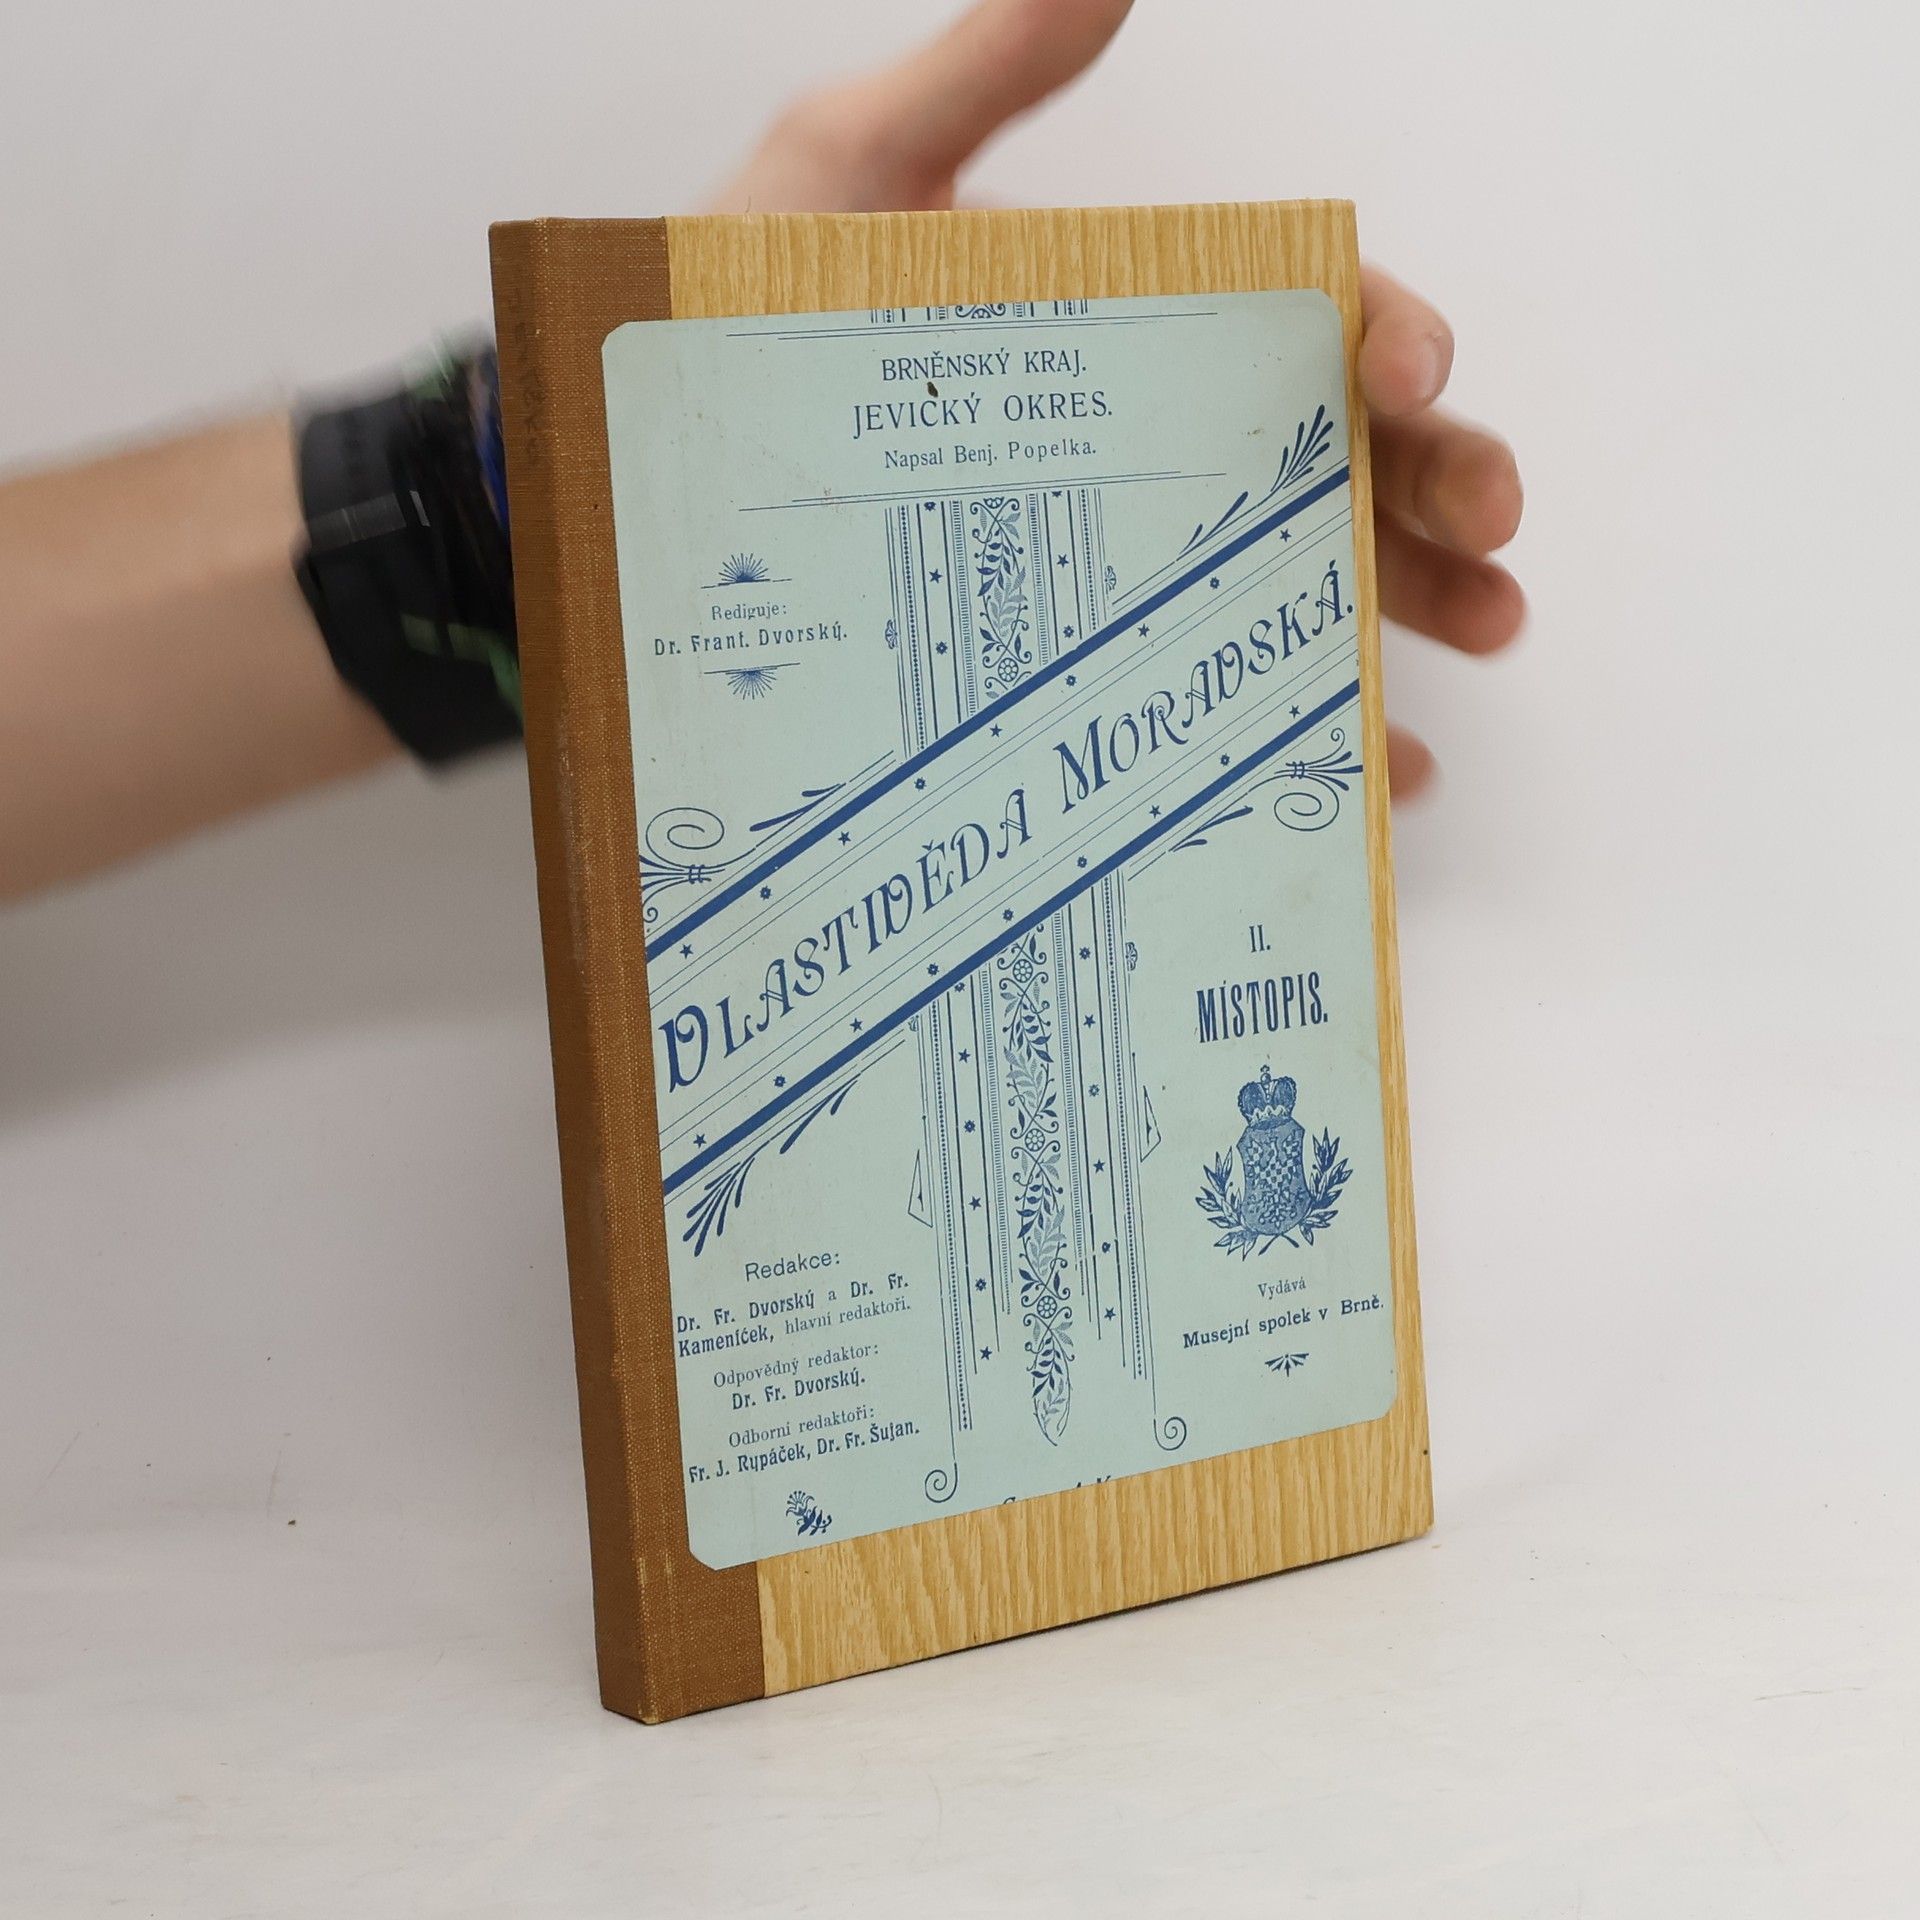 BRNĚNSKÝ KRAJ.
JEVIČKÝ OKRES.
Napsal Benj. Popelka.
Rediguje:
Dr. Frant. Dvorský.
VLASTIVĚDA MORAVSKÁ.
II.
MÍSTOPIS.
Redakce:
Dr. Fr. Dvorský a Dr. Fr.
Kameníček, hlavní redaktoři.
Odpovědný redaktor:
Dr. Fr. Dvorský.
Odborní redaktoři:
Fr. J. Rypáček, Dr. Fr. Šujan.
Vydává
Musejní spolek v Brně.